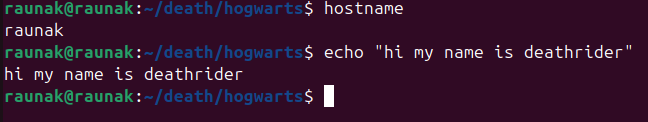 raunak@raunak:~/death/hogwarts$ hostname
raunak
raunak@raunak:~/death/hogwarts$ echo "hi my name is deathrider"
hi my name is deathrider
raunak@raunak:~/death/hogwarts$